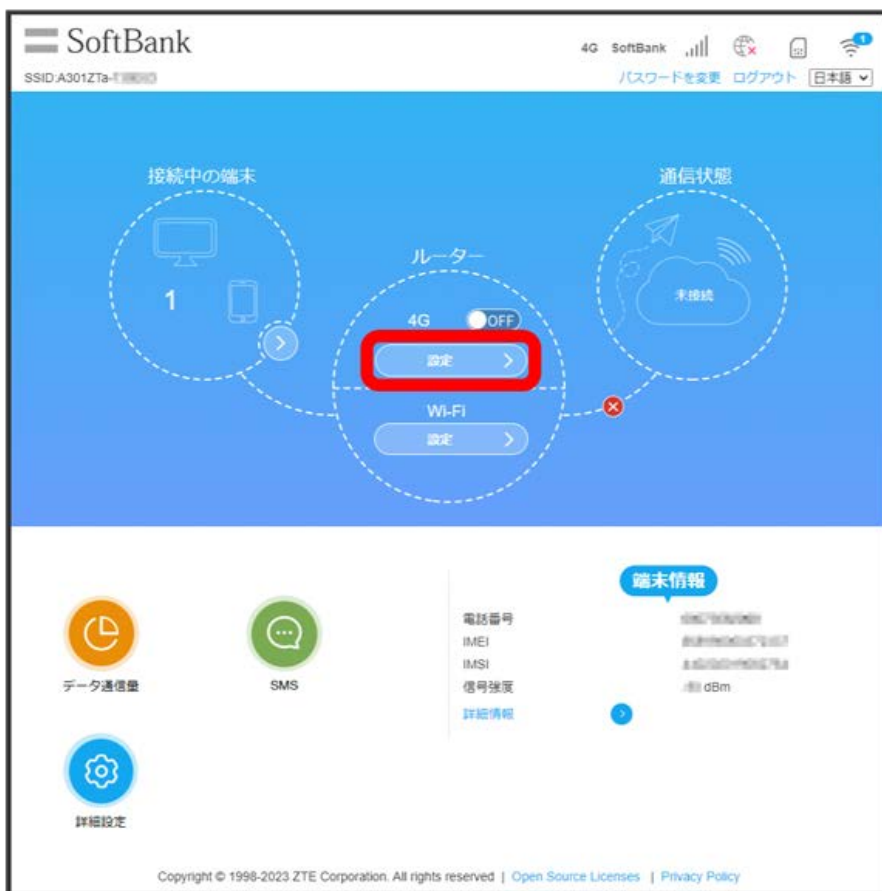 SoftBank
4G SoftBank
1
SSID:A301ZTa-
パスワードを変更 ログアウト 日本語
接続中の端末
通信状態
ルーター
1
未接続
4G OFF
設定
Wi-Fi
設定
端末情報
電話番号
IMEI
IMSI
信号強度 dBm
詳細情報
データ通信量
SMS
詳細設定
Copyright © 1998-2023 ZTE Corporation. All rights reserved | Open Source Licenses | Privacy Policy